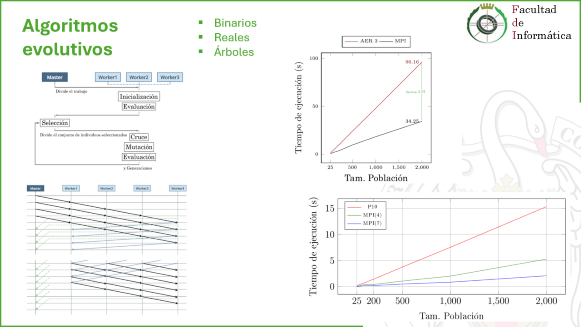 Algoritmos
evolutivos
▪ Binarios
▪ Reales
▪ Árboles
Facultad
de
Informática
Master
Worker1
Worker2
Worker3
Divide el trabajo
Inicialización
Evaluación
Selección
Divide el conjunto de individuos seleccionados
Cruce
Mutación
Evaluación
x Generaciones
Master
Worker1
Worker2
Worker3
Worker4
AER 3
MPI
Tiempo de ejecución (s)
100
50
0
96.16
34.25
25
500
1,000
1,500
2,000
Tam. Población
P10
MPI(4)
MPI(7)
Tiempo de ejecución (s)
15
10
5
0
25
200
500
1,000
1,500
2,000
Tam. Población